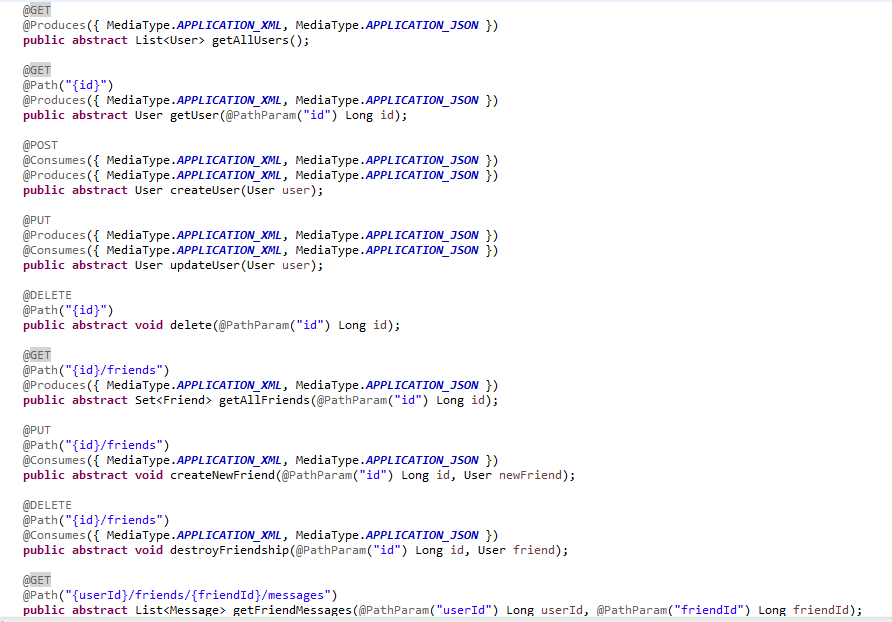 @GET
@Produces({ MediaType.APPLICATION_XML, MediaType.APPLICATION_JSON })
public abstract List<User> getAllUsers();
@GET
@Path("{id}")
@Produces({ MediaType.APPLICATION_XML, MediaType.APPLICATION_JSON })
public abstract User getUser(@PathParam("id") Long id);
@POST
@Consumes({ MediaType.APPLICATION_XML, MediaType.APPLICATION_JSON })
@Produces({ MediaType.APPLICATION_XML, MediaType.APPLICATION_JSON })
public abstract User createUser(User user);
@PUT
@Produces({ MediaType.APPLICATION_XML, MediaType.APPLICATION_JSON })
@Consumes({ MediaType.APPLICATION_XML, MediaType.APPLICATION_JSON })
public abstract User updateUser(User user);
@DELETE
@Path("{id}")
public abstract void delete(@PathParam("id") Long id);
@GET
@Path("{id}/friends")
@Produces({ MediaType.APPLICATION_XML, MediaType.APPLICATION_JSON })
public abstract Set<Friend> getAllFriends(@PathParam("id") Long id);
@PUT
@Path("{id}/friends")
@Consumes({ MediaType.APPLICATION_XML, MediaType.APPLICATION_JSON })
public abstract void createNewFriend(@PathParam("id") Long id, User newFriend);
@DELETE
@Path("{id}/friends")
@Consumes({ MediaType.APPLICATION_XML, MediaType.APPLICATION_JSON })
public abstract void destroyFriendship(@PathParam("id") Long id, User friend);
@GET
@Path("{userId}/friends/{friendId}/messages")
public abstract List<Message> getFriendMessages(@PathParam("userId") Long userId, @PathParam("friendId") Long friendId);